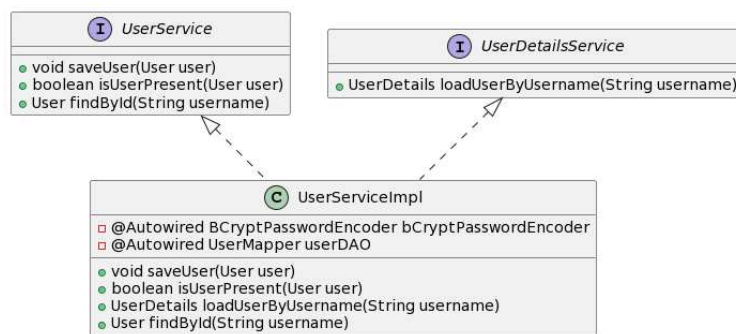 I UserService
void saveUser(User user)
boolean isUserPresent(User user)
User findById(String username)
I UserDetailsService
UserDetails loadUserByUsername(String username)
C UserServiceImpl
@Autowired BCryptPasswordEncoder bCryptPasswordEncoder
@Autowired UserMapper userDAO
void saveUser(User user)
boolean isUserPresent(User user)
UserDetails loadUserByUsername(String username)
User findById(String username)